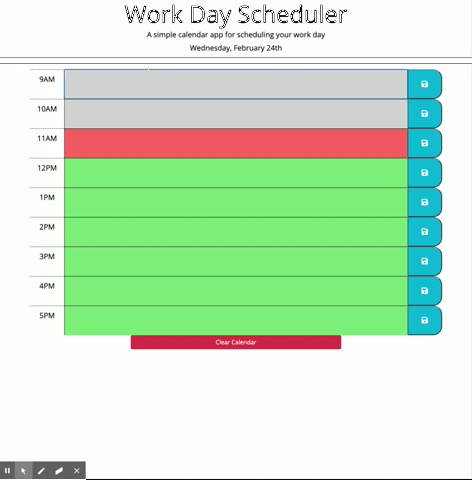 Work Day Scheduler
A simple calendar app for scheduling your work day
Wednesday, February 24th
9AM
10AM
11AM
12PM
1PM
2PM
3PM
4PM
5PM
Clear Calendar